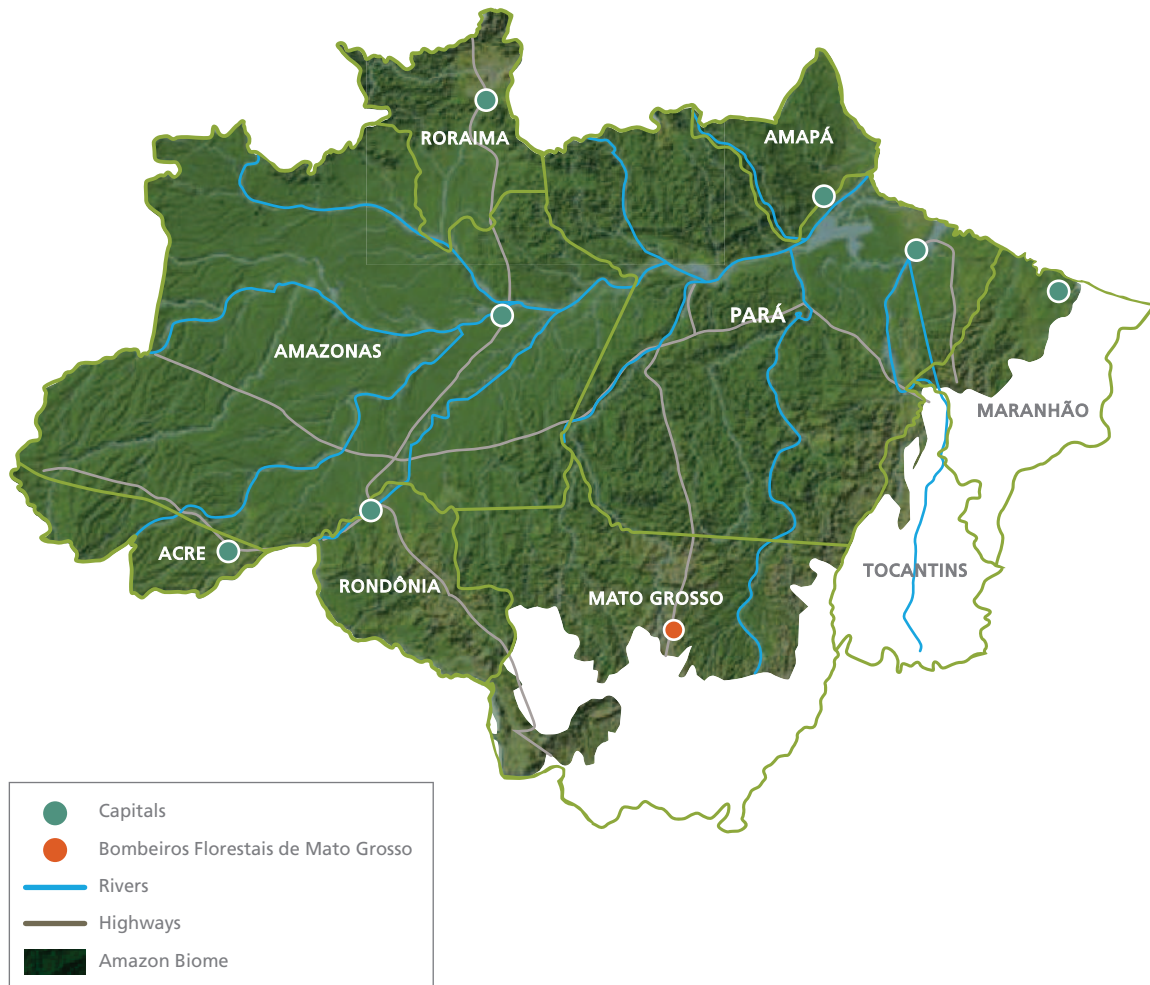 RORAIMA
AMAPÁ
PARÁ
AMAZONAS
MARANHÃO
ACRE
TOCANTINS
RONDÔNIA
MATO GROSSO
Capitals
Bombeiros Florestais de Mato Grosso
Rivers
Highways
Amazon Biome